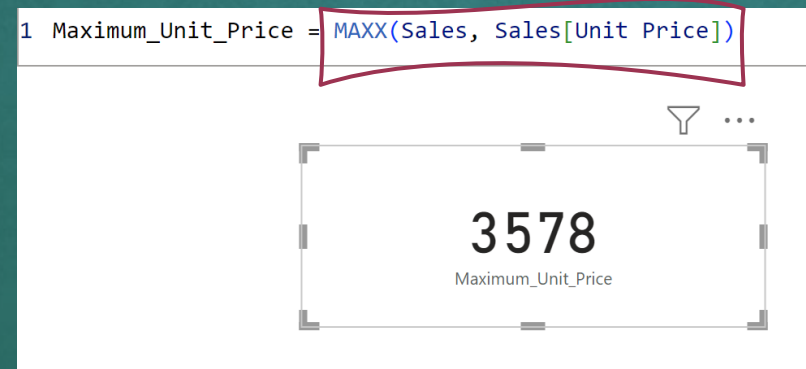 1 Maximum_Unit_Price = MAXX(Sales, Sales[Unit Price])
3578
Maximum_Unit_Price